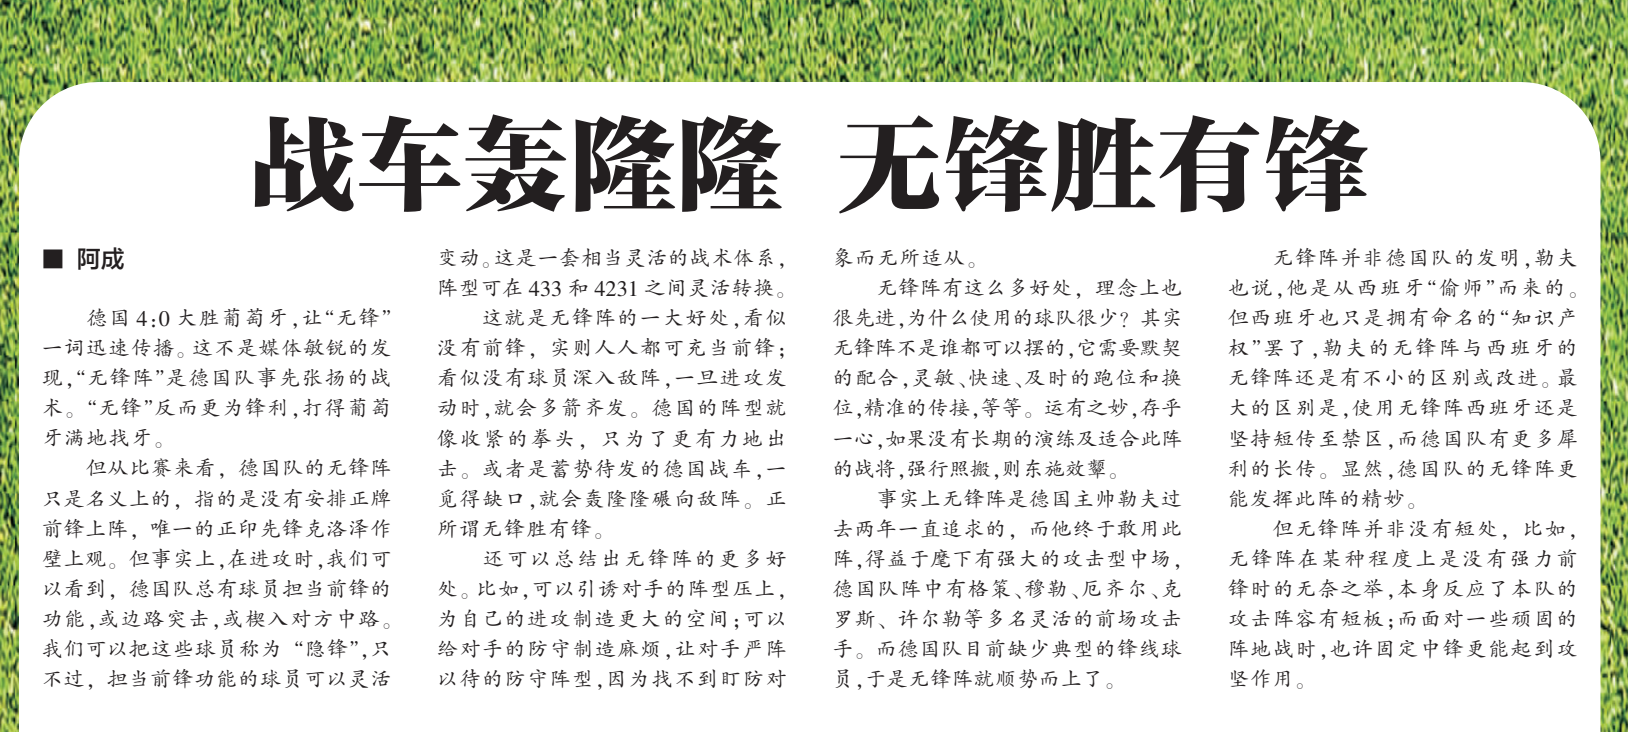 战车轰隆隆 无锋胜有锋
■ 阿成
德国4:0大胜葡萄牙,让“无锋”
一词迅速传播。这不是媒体敏锐的发
现,“无锋阵”是德国队事先张扬的战
术。“无锋”反而更为锋利,打得葡萄
牙满地找牙。
但从比赛来看，德国队的无锋阵
只是名义上的，指的是没有安排正牌
前锋上阵，唯一的正印先锋克洛泽作
壁上观。但事实上,在进攻时,我们可
以看到，德国队总有球员担当前锋的
功能,或边路突击,或楔入对方中路。
我们可以把这些球员称为“隐锋”,只
不过，担当前锋功能的球员可以灵活
变动。这是一套相当灵活的战术体系,
阵型可在433和4231之间灵活转换。
这就是无锋阵的一大好处,看似
没有前锋，实则人人都可充当前锋;
看似没有球员深入敌阵,一旦进攻发
动时,就会多箭齐发。德国的阵型就
像收紧的拳头，只为了更有力地出
击。或者是蓄势待发的德国战车,一
觅得缺口,就会轰隆隆碾向敌阵。正
所谓无锋胜有锋。
还可以总结出无锋阵的更多好
处。比如,可以引诱对手的阵型压上,
为自己的进攻制造更大的空间;可以
给对手的防守制造麻烦,让对手严阵
以待的防守阵型,因为找不到盯防对
象而无所适从。
无锋阵有这么多好处，理念上也
很先进,为什么使用的球队很少？其实
无锋阵不是谁都可以摆的,它需要默契
的配合,灵敏、快速、及时的跑位和换
位,精准的传接,等等。运有之妙,存乎
一心,如果没有长期的演练及适合此阵
的战将,强行照搬,则东施效颦。
事实上无锋阵是德国主帅勒夫过
去两年一直追求的，而他终于敢用此
阵,得益于麾下有强大的攻击型中场,
德国队阵中有格策、穆勒、厄齐尔、克
罗斯、许尔勒等多名灵活的前场攻击
手。而德国队目前缺少典型的锋线球
员,于是无锋阵就顺势而上了。
无锋阵并非德国队的发明,勒夫
也说,他是从西班牙“偷师”而来的。
但西班牙也只是拥有命名的“知识产
权”罢了,勒夫的无锋阵与西班牙的
无锋阵还是有不小的区别或改进。最
大的区别是,使用无锋阵西班牙还是
坚持短传至禁区,而德国队有更多犀
利的长传。显然,德国队的无锋阵更
能发挥此阵的精妙。
但无锋阵并非没有短处，比如,
无锋阵在某种程度上是没有强力前
锋时的无奈之举,本身反应了本队的
攻击阵容有短板;而面对一些顽固的
阵地战时,也许固定中锋更能起到攻
坚作用。